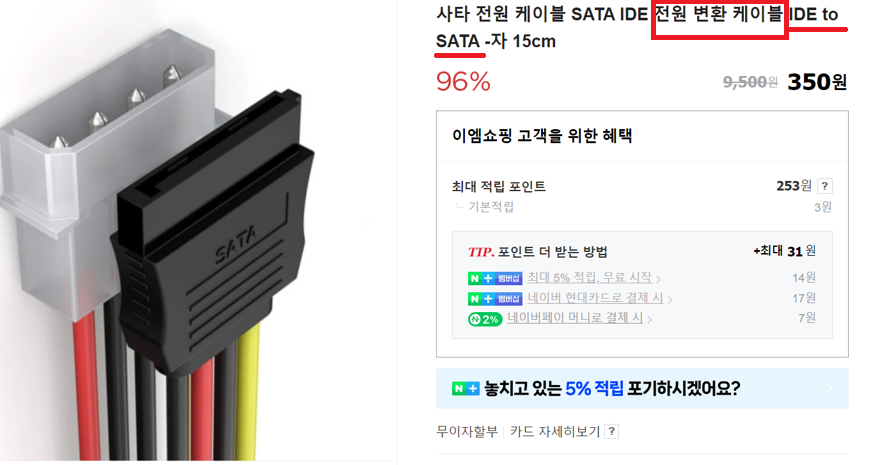 사타 전원 케이블 SATA IDE 전원 변환 케이블 IDE to
SATA -자 15cm
96% 9,500원 350원
이엠쇼핑 고객을 위한 혜택
최대 적립 포인트 253원 ?
기본적립 3원
TIP. 포인트 더 받는 방법 +최대 31 원
N+ 멤버십 최대 5% 적립, 무료 시작 > 14원
N+ 멤버십 네이버 현대카드로 결제 시 > 17원
N 2% 네이버페이 머니로 결제 시 > 7원
N+ 놓치고 있는 5% 적립 포기하시겠어요? >
무이자할부 카드 자세히보기 ?
SATA